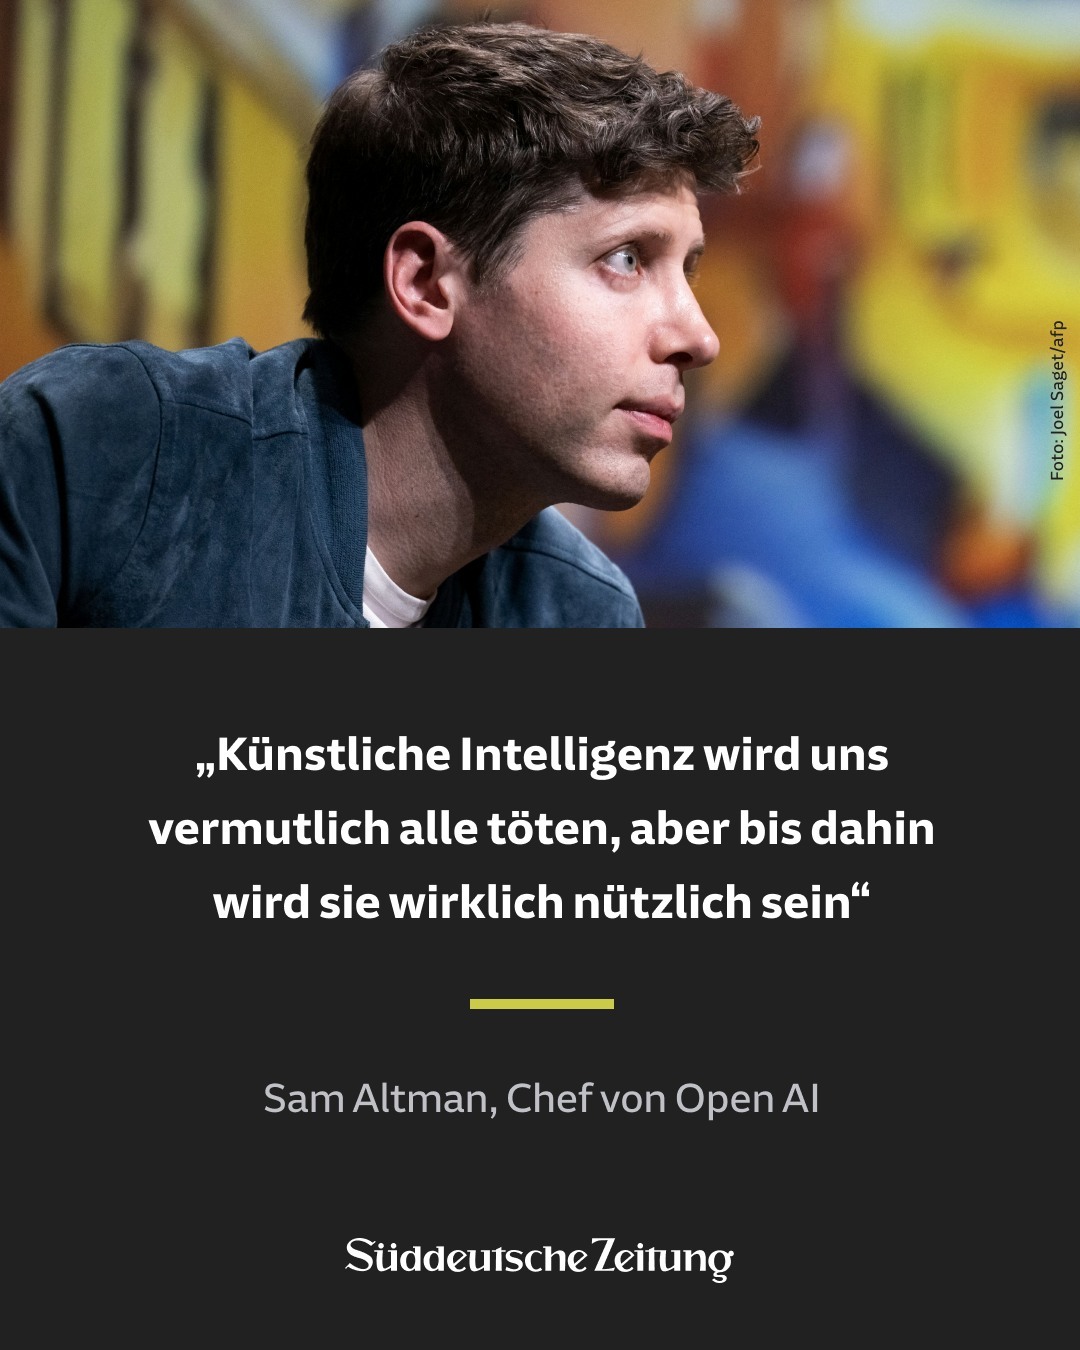 Foto: Joel Saget/afp
„Künstliche Intelligenz wird uns
vermutlich alle töten, aber bis dahin
wird sie wirklich nützlich sein“
Sam Altman, Chef von Open AI
Süddeutsche Zeitung